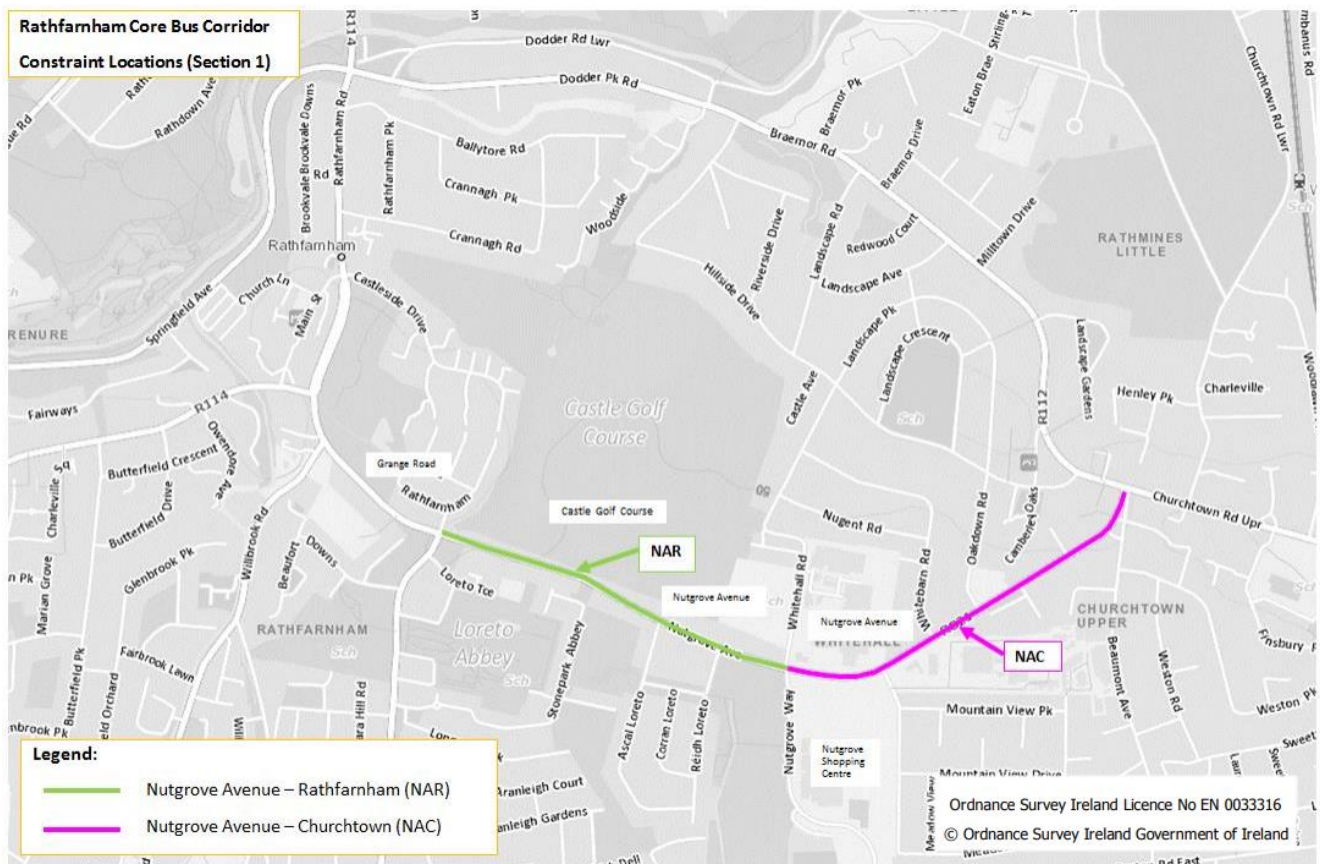 Rathfarnham Core Bus Corridor
Constraint Locations (Section 1)
R114
Rathfarnham Rd
Dodder Rd Lwr
Dodder Pk Rd
Braemor Rd
Braemor Pk
Braemor Drive
Eaton Brae
Churchtown Rd Lwr
Rathdown Ave
Brookvale Downs
Brookvale Rd
Rathfarnham Pk
Ballytore Rd
Crannagh Pk
Crannagh Rd
Woodside
Riverside Drive
Landscape Rd
Redwood Court
Landscape Ave
Milltown Drive
RATHMINES
LITTLE
Sch
Rathfarnham
Castleside Drive
Church Ln
Main St
Springfield Ave
Hillside Drive
Landscape Pk
Landscape Crescent
Landscape Gardens
Castle Ave
Henley Pk
Charleville
R112
Fairways
R114
Castle Golf
Course
Sch
Owendore Ave
Butterfield Crescent
Butterfield Drive
Charleville Sq
Grange Road
Rathfarnham
50
Castle Golf Course
Churchtown Rd Upr
Nugent Rd
Oakdown Rd
Camberley Oaks
Willbrook Rd
Beaufort Downs
Glenbrook Pk
Marian Grove
NAR
Loreto Tce
Whitehall Rd
Whitebarn Rd
Nutgrove Avenue
Nutgrove Avenue
WHITEHALL
CHURCHTOWN
UPPER
Finsbury
RATHFARNHAM
Sch
Loreto
Abbey
Sch
Stonepark Abbey
Nutgrove Ave
NAC
Beaumont Ave
Weston Rd
Weston Pk
Fairbrook Lawn
Butterfield Pk
Ascal Loreto
Corran Loreto
Réidh Loreto
Nutgrove Way
Mountain View Pk
Nutgrove
Shopping
Centre
Mountain View Drive
Meadow View
Legend:
Nutgrove Avenue – Rathfarnham (NAR)
Nutgrove Avenue – Churchtown (NAC)
Ordnance Survey Ireland Licence No EN 0033316
© Ordnance Survey Ireland Government of Ireland